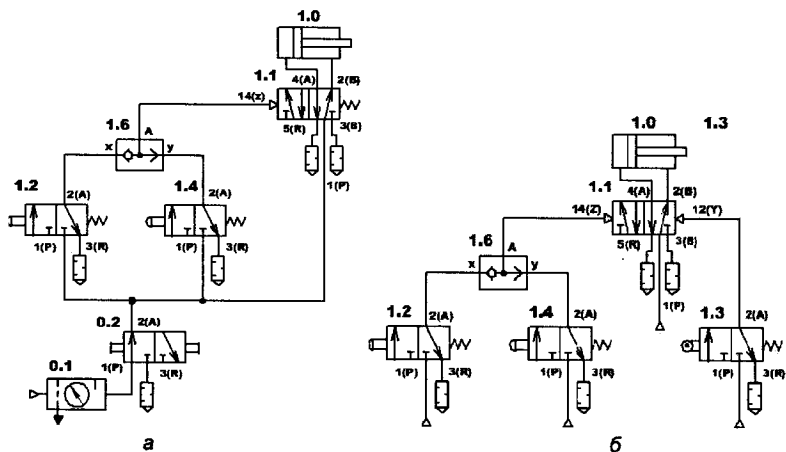 1.0
1.1
4(A)
2(B)
14(z)
5(R)
3(B)
1(P)
1.6
A
x
y
1.2
2(A)
1(P)
3(R)
1.4
2(A)
1(P)
3(R)
0.2
2(A)
1(P)
3(R)
0.1
а
1.0
1.3
1.1
4(A)
2(B)
14(Z)
12(Y)
5(R)
3(B)
1(P)
1.6
A
x
y
1.2
2(A)
1(P)
3(R)
1.4
2(A)
1(P)
3(R)
1.3
2(A)
1(P)
3(R)
б